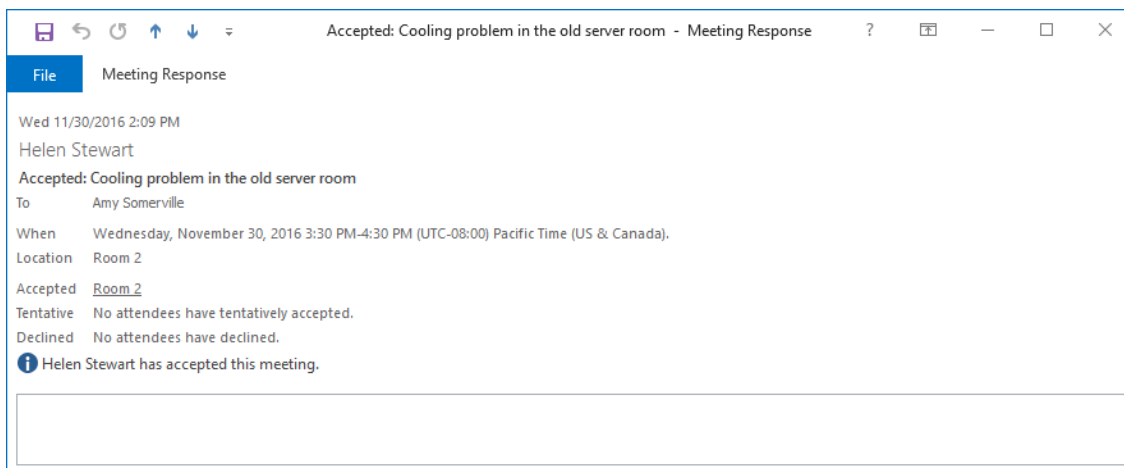 Accepted: Cooling problem in the old server room - Meeting Response ?
File Meeting Response
Wed 11/30/2016 2:09 PM
Helen Stewart
Accepted: Cooling problem in the old server room
To Amy Somerville
When Wednesday, November 30, 2016 3:30 PM-4:30 PM (UTC-08:00) Pacific Time (US & Canada).
Location Room 2
Accepted Room 2
Tentative No attendees have tentatively accepted.
Declined No attendees have declined.
Helen Stewart has accepted this meeting.